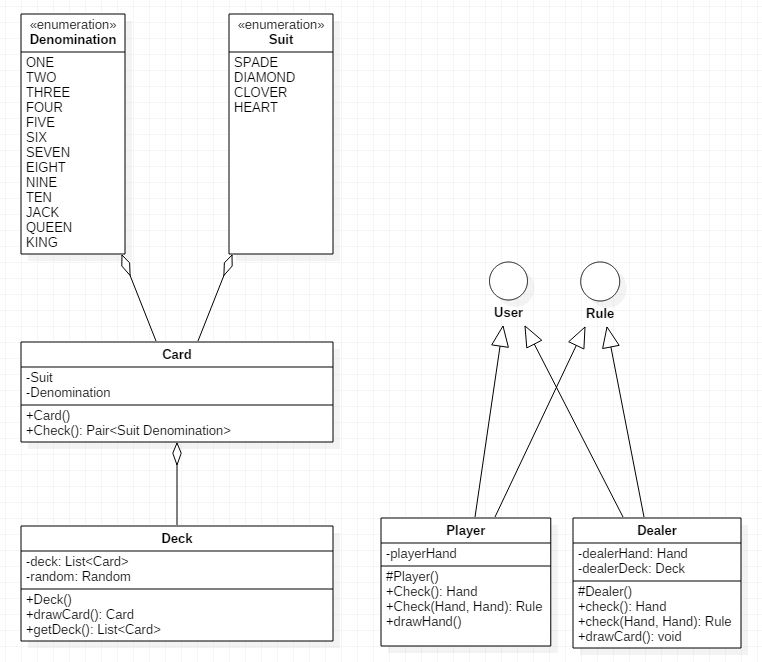 «enumeration»
Denomination
ONE
TWO
THREE
FOUR
FIVE
SIX
SEVEN
EIGHT
NINE
TEN
JACK
QUEEN
KING
«enumeration»
Suit
SPADE
DIAMOND
CLOVER
HEART
Card
-Suit
-Denomination
+Card()
+Check(): Pair<Suit Denomination>
Deck
-deck: List<Card>
-random: Random
+Deck()
+drawCard(): Card
+getDeck(): List<Card>
User
Rule
Player
-playerHand
#Player()
+Check(): Hand
+Check(Hand, Hand): Rule
+drawHand()
Dealer
-dealerHand: Hand
-dealerDeck: Deck
#Dealer()
+check(): Hand
+check(Hand, Hand): Rule
+drawCard(): void